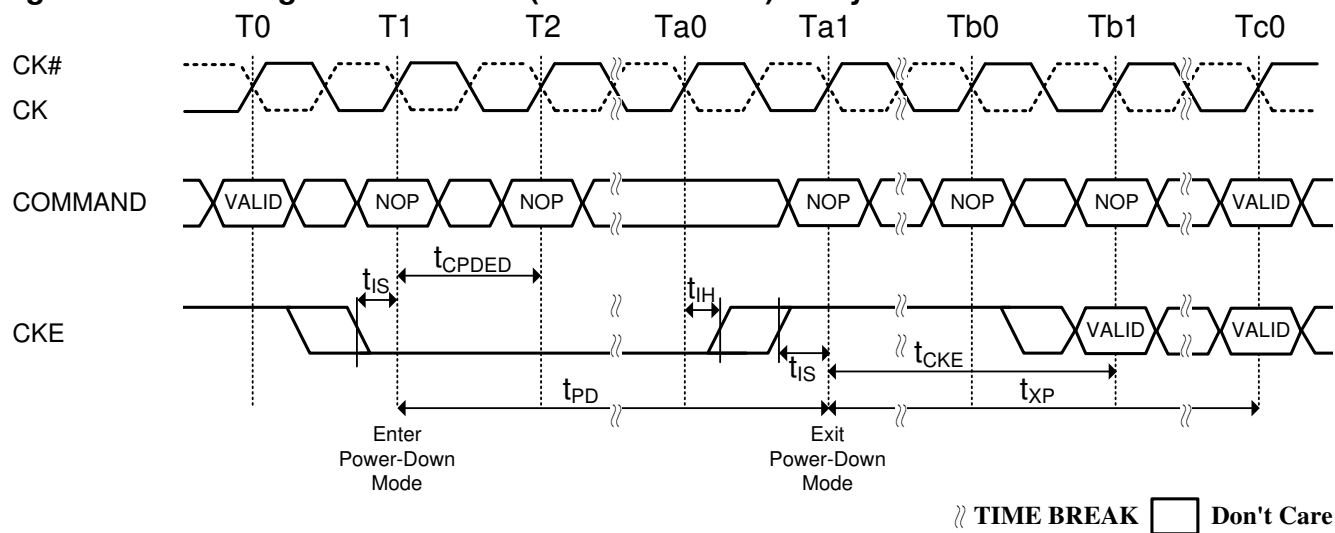 T0 T1 T2 Ta0 Ta1 Tb0 Tb1 Tc0
CK#
CK
COMMAND VALID NOP NOP NOP NOP NOP VALID
tIS tCPDED tIH
CKE VALID VALID
tIS tCKE
tPD tXP
Enter
Power-Down
Mode
Exit
Power-Down
Mode
TIME BREAK Don't Care